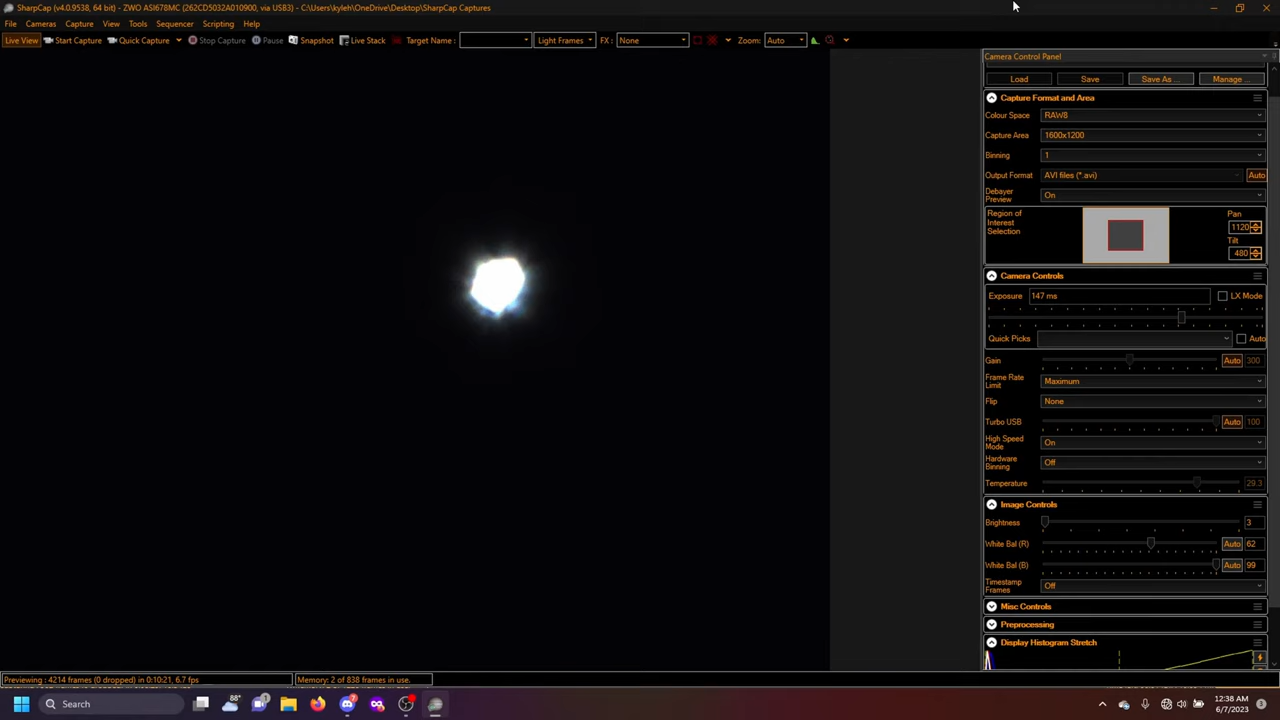 SharpCap (v4.0.9538, 64 bit) - ZWO ASI678MC (262CD5032A010900, via USB3) - C:\Users\kyleh\OneDrive\Desktop\SharpCap Captures
File Cameras Capture View Tools Sequencer Scripting Help
Live View Start Capture Quick Capture Stop Capture Pause Snapshot Live Stack Target Name : Light Frames FX : None Zoom: Auto
Camera Control Panel
Load Save Save As ... Manage ...
Capture Format and Area
Colour Space RAW8
Capture Area 1600x1200
Binning 1
Output Format AVI files (*.avi) Auto
Debayer Preview On
Region of Interest Selection
Pan
1120
Tilt
480
Camera Controls
Exposure 147 ms LX Mode
Quick Picks Auto
Gain Auto 300
Frame Rate Limit Maximum
Flip None
Turbo USB Auto 100
High Speed Mode On
Hardware Binning Off
Temperature 29.3
Image Controls
Brightness 3
White Bal (R) Auto 62
White Bal (B) Auto 99
Timestamp Frames Off
Misc Controls
Preprocessing
Display Histogram Stretch
Previewing : 4214 frames (0 dropped) in 0:10:21, 6.7 fps Memory: 2 of 838 frames in use.
Search 88° 12:38 AM
6/7/2023